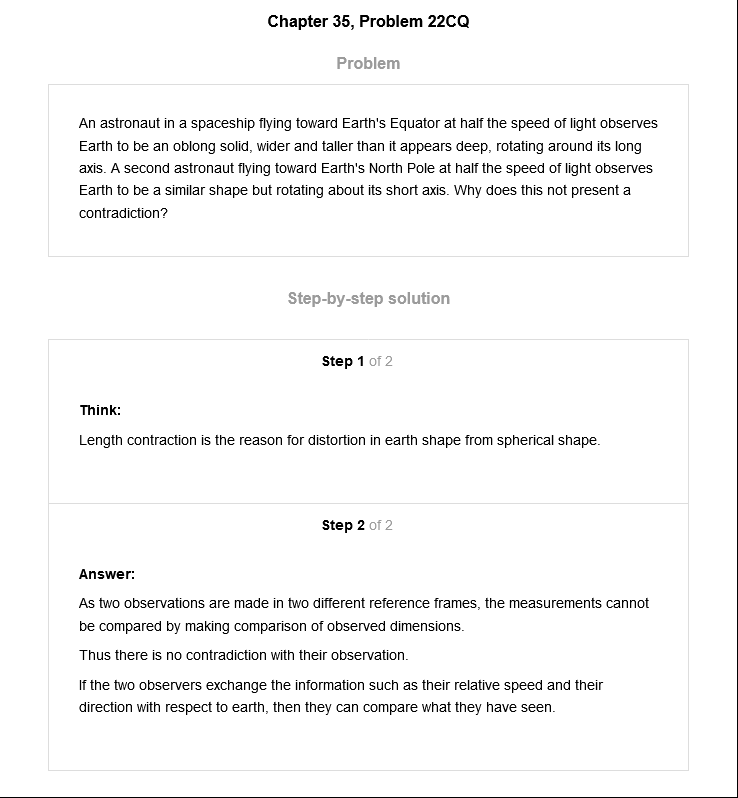 Chapter 35, Problem 22CQ
Problem
An astronaut in a spaceship flying toward Earth's Equator at half the speed of light observes
Earth to be an oblong solid, wider and taller than it appears deep, rotating around its long
axis. A second astronaut flying toward Earth's North Pole at half the speed of light observes
Earth to be a similar shape but rotating about its short axis. Why does this not present a
contradiction?
Step-by-step solution
Step 1 of 2
Think:
Length contraction is the reason for distortion in earth shape from spherical shape.
Step 2 of 2
Answer:
As two observations are made in two different reference frames, the measurements cannot
be compared by making comparison of observed dimensions.
Thus there is no contradiction with their observation.
If the two observers exchange the information such as their relative speed and their
direction with respect to earth, then they can compare what they have seen.